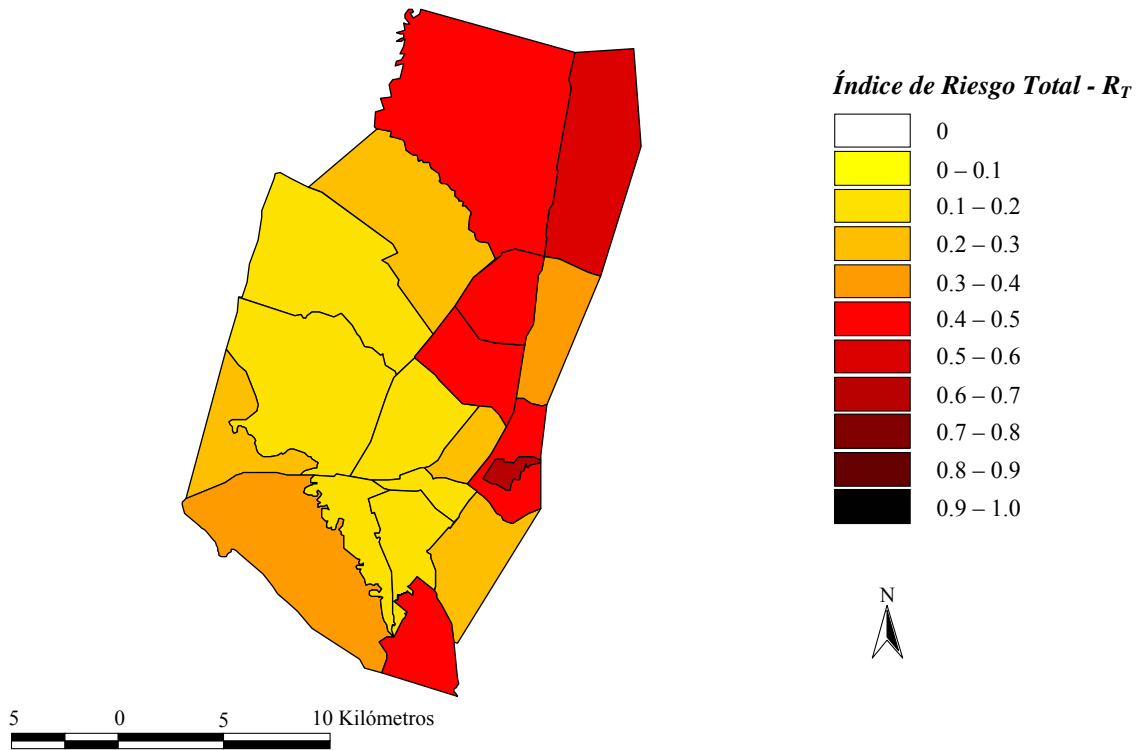 Índice de Riesgo Total - R_T
0
0 – 0.1
0.1 – 0.2
0.2 – 0.3
0.3 – 0.4
0.4 – 0.5
0.5 – 0.6
0.6 – 0.7
0.7 – 0.8
0.8 – 0.9
0.9 – 1.0
N
5 0 5 10 Kilómetros